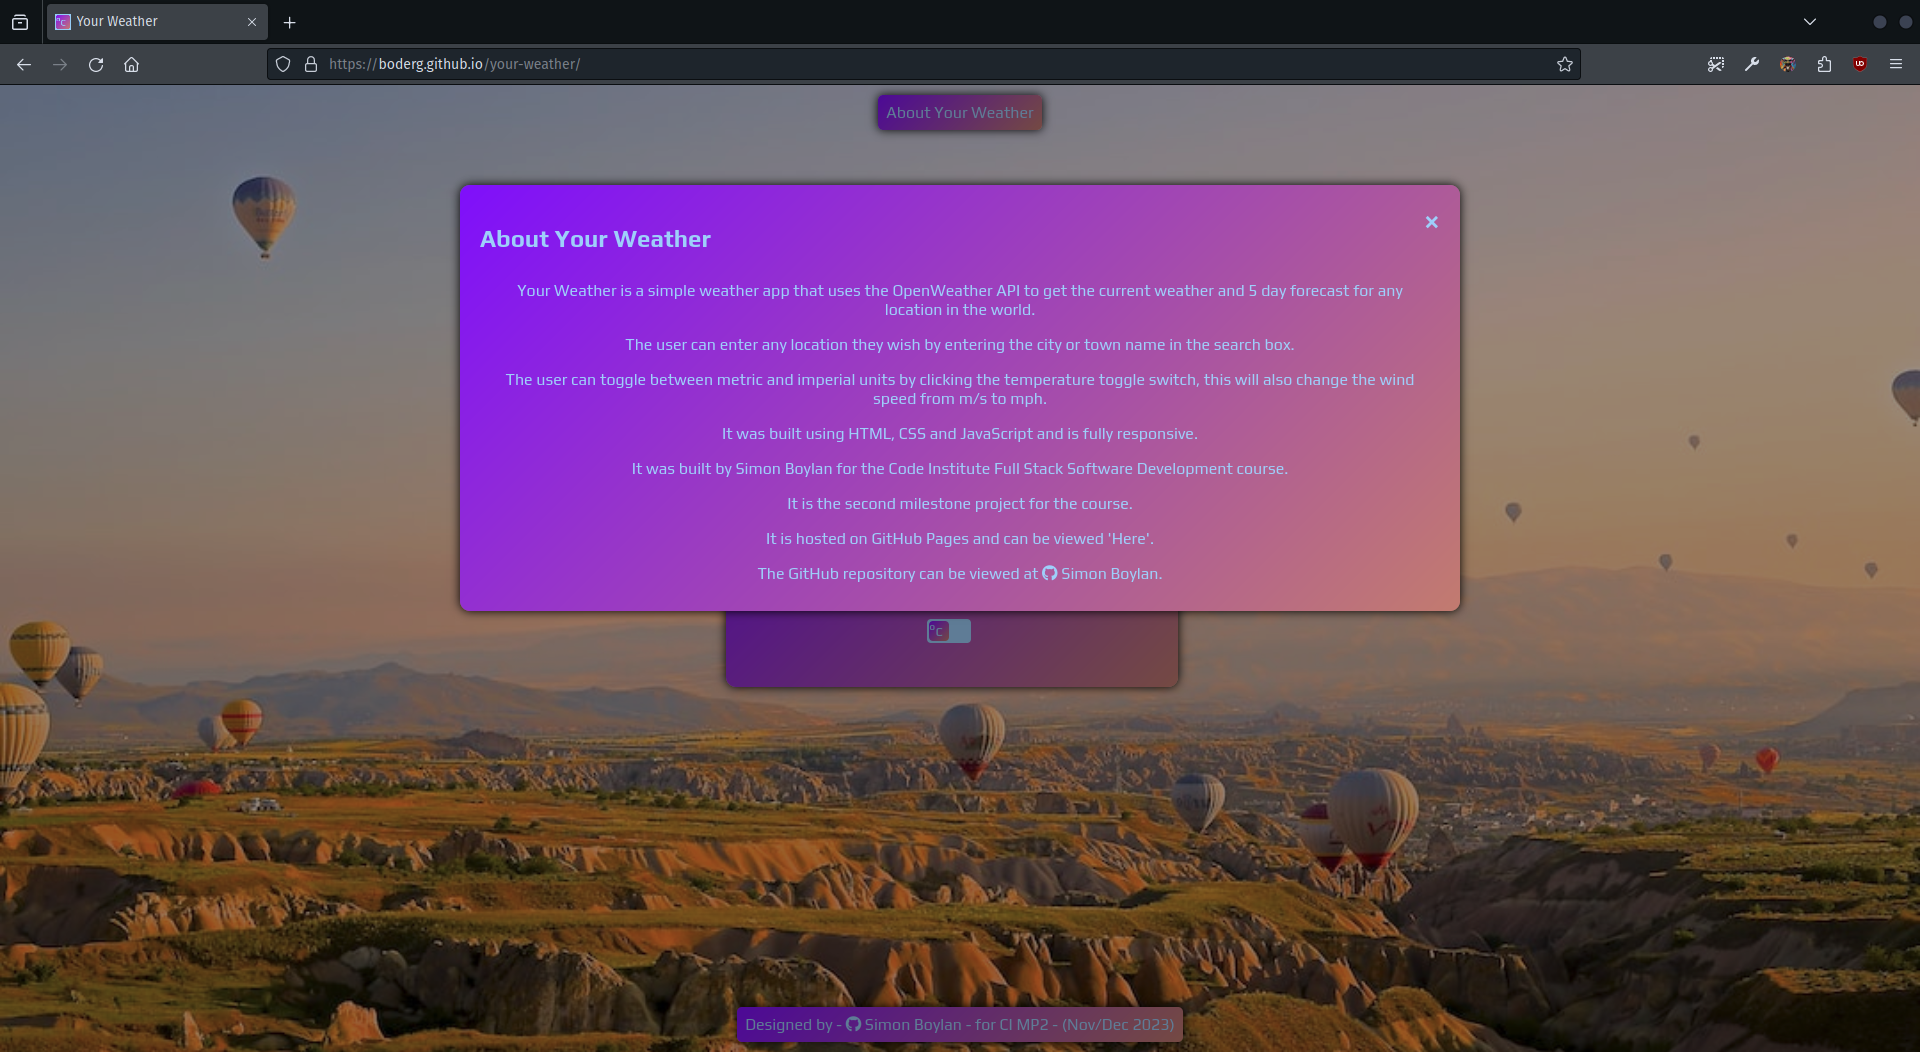 Your Weather
https://boderg.github.io/your-weather/
About Your Weather
About Your Weather
Your Weather is a simple weather app that uses the OpenWeather API to get the current weather and 5 day forecast for any
location in the world.
The user can enter any location they wish by entering the city or town name in the search box.
The user can toggle between metric and imperial units by clicking the temperature toggle switch, this will also change the wind
speed from m/s to mph.
It was built using HTML, CSS and JavaScript and is fully responsive.
It was built by Simon Boylan for the Code Institute Full Stack Software Development course.
It is the second milestone project for the course.
It is hosted on GitHub Pages and can be viewed 'Here'.
The GitHub repository can be viewed at Simon Boylan.
°C
Designed by - Simon Boylan - for CI MP2 - (Nov/Dec 2023)